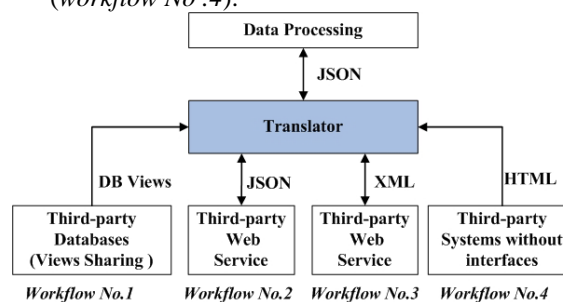 (workflow No .4).
Data Processing
JSON
Translator
DB Views
JSON
XML
HTML
Third-party
Databases
(Views Sharing )
Third-party
Web
Service
Third-party
Web
Service
Third-party
Systems without
interfaces
Workflow No.1
Workflow No.2
Workflow No.3
Workflow No.4